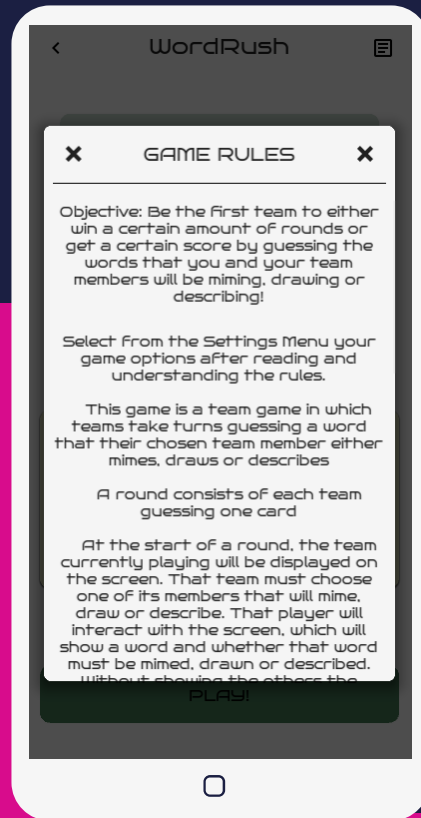 WordRush
GAME RULES
Objective: Be the first team to either
win a certain amount of rounds or
get a certain score by guessing the
words that you and your team
members will be miming, drawing or
describing!
Select from the Settings Menu your
game options after reading and
understanding the rules.
This game is a team game in which
teams take turns guessing a word
that their chosen team member either
mimes, draws or describes
A round consists of each team
guessing one card
At the start of a round, the team
currently playing will be displayed on
the screen. That team must choose
one of its members that will mime,
draw or describe. That player will
interact with the screen, which will
show a word and whether that word
must be mimed, drawn or described.
Without showing the others the
PLAY!